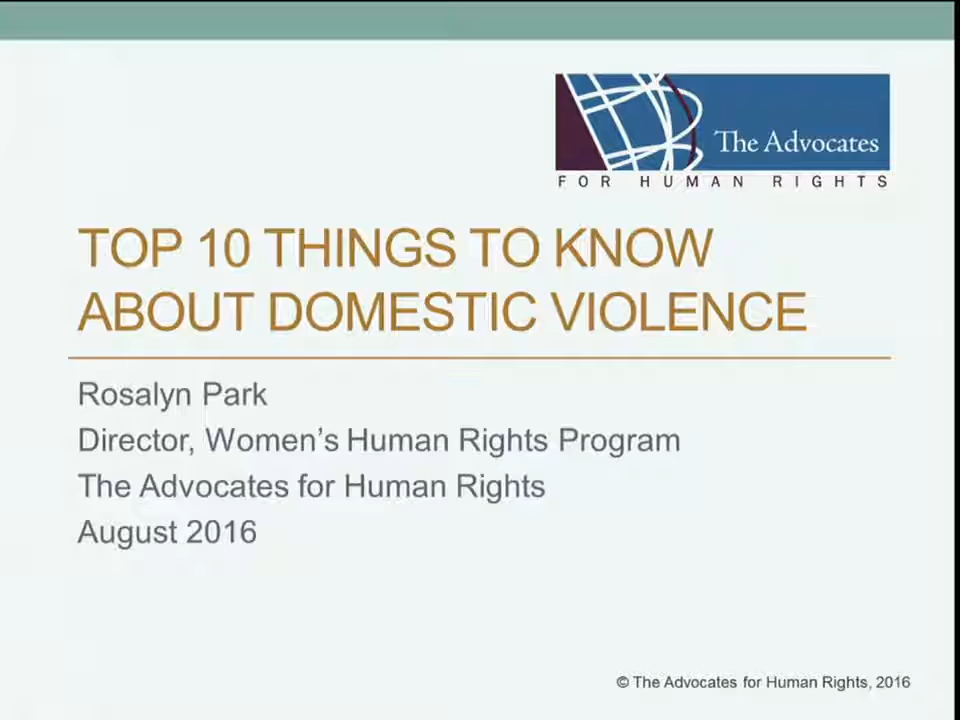 The Advocates
FOR HUMAN RIGHTS
TOP 10 THINGS TO KNOW
ABOUT DOMESTIC VIOLENCE
Rosalyn Park
Director, Women’s Human Rights Program
The Advocates for Human Rights
August 2016
© The Advocates for Human Rights, 2016